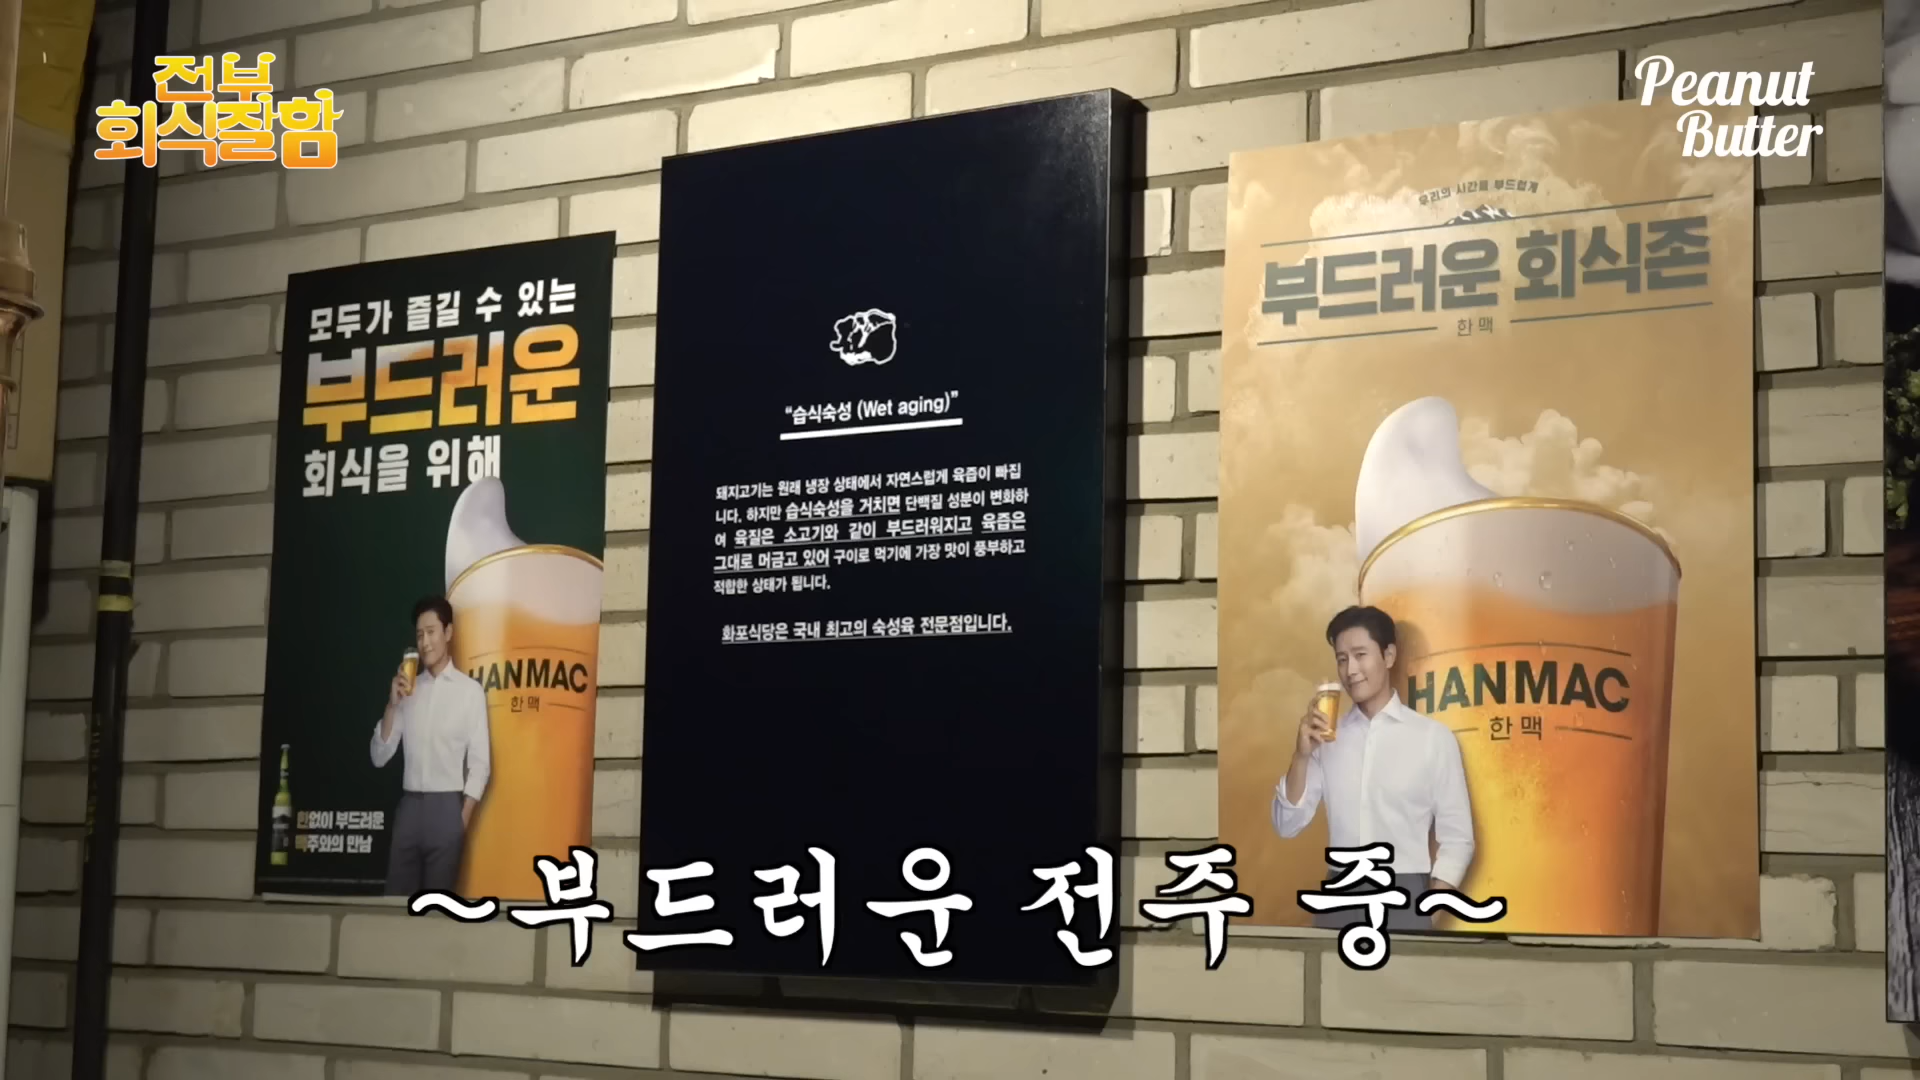 전부
회식잘함
Peanut
Butter
모두가 즐길 수 있는
부드러운
회식을 위해
HANMAC
한맥
한없이 부드러운
맥주와의 만남
“습식숙성 (Wet aging)”
돼지고기는 원래 냉장 상태에서 자연스럽게 육즙이 빠집
니다. 하지만 습식숙성을 거치면 단백질 성분이 변화하
여 육질은 소고기와 같이 부드러워지고 육즙은
그대로 머금고 있어 구이로 먹기에 가장 맛이 풍부하고
적합한 상태가 됩니다.
화포식당은 국내 최고의 숙성육 전문점입니다.
우리의 시간을 부드럽게
부드러운 회식존
한맥
HANMAC
한맥
~부드러운 전주 중~